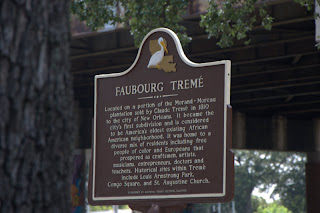 FAUBOURG TREMÉ
Located on a portion of the Morand-Moreau
plantation sold by Claude Tremé in 1810
to the city of New Orleans. It became the
city's first subdivision and is considered
to be America's oldest existing African
American neighborhood. It was home to a
diverse mix of residents including free
people of color and Europeans that
prospered as craftsmen, artists,
musicians, entrepreneurs, doctors and
teachers. Historical sites within Tremé
include Louis Armstrong Park,
Congo Square, and St. Augustine Church.